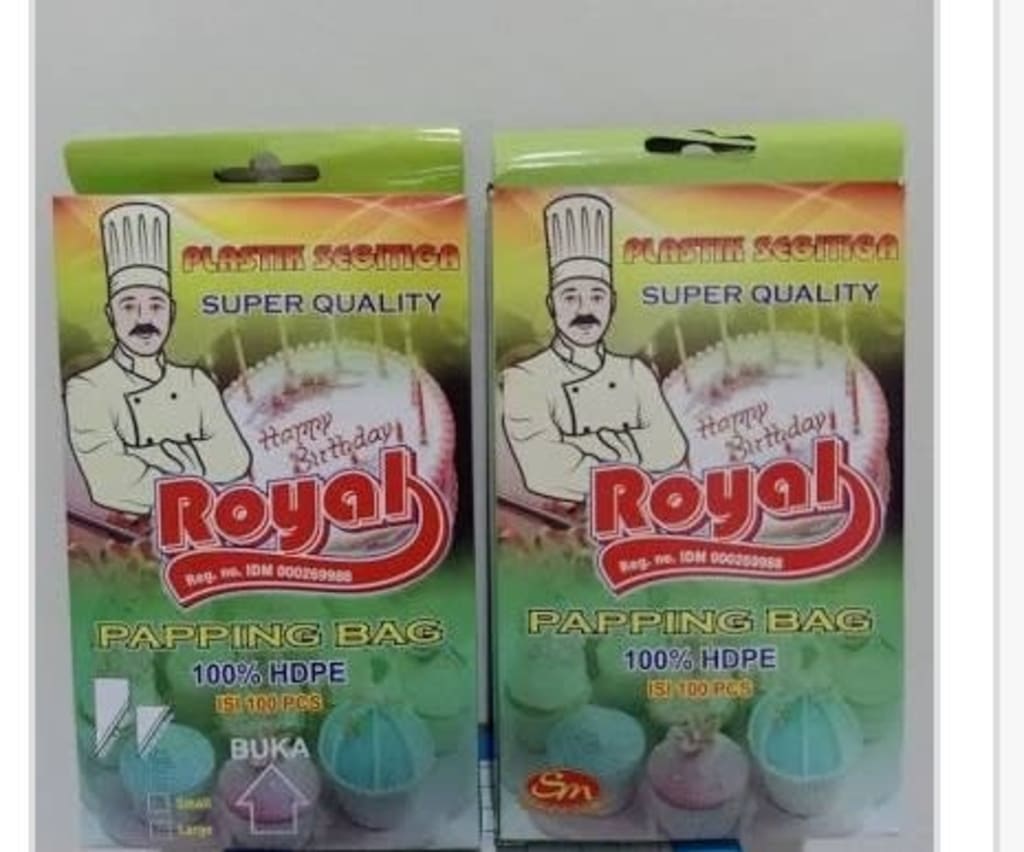 PLASTIK SEGITIGA
SUPER QUALITY
Happy
Birthday
Royal
Reg. no. IDM 000269988
PAPPING BAG
100% HDPE
ISI 100 PCS
BUKA
Small
Large
PLASTIK SEGITIGA
SUPER QUALITY
Happy
Birthday
Royal
Reg. no. IDM 000269988
PAPPING BAG
100% HDPE
ISI 100 PCS
Sm